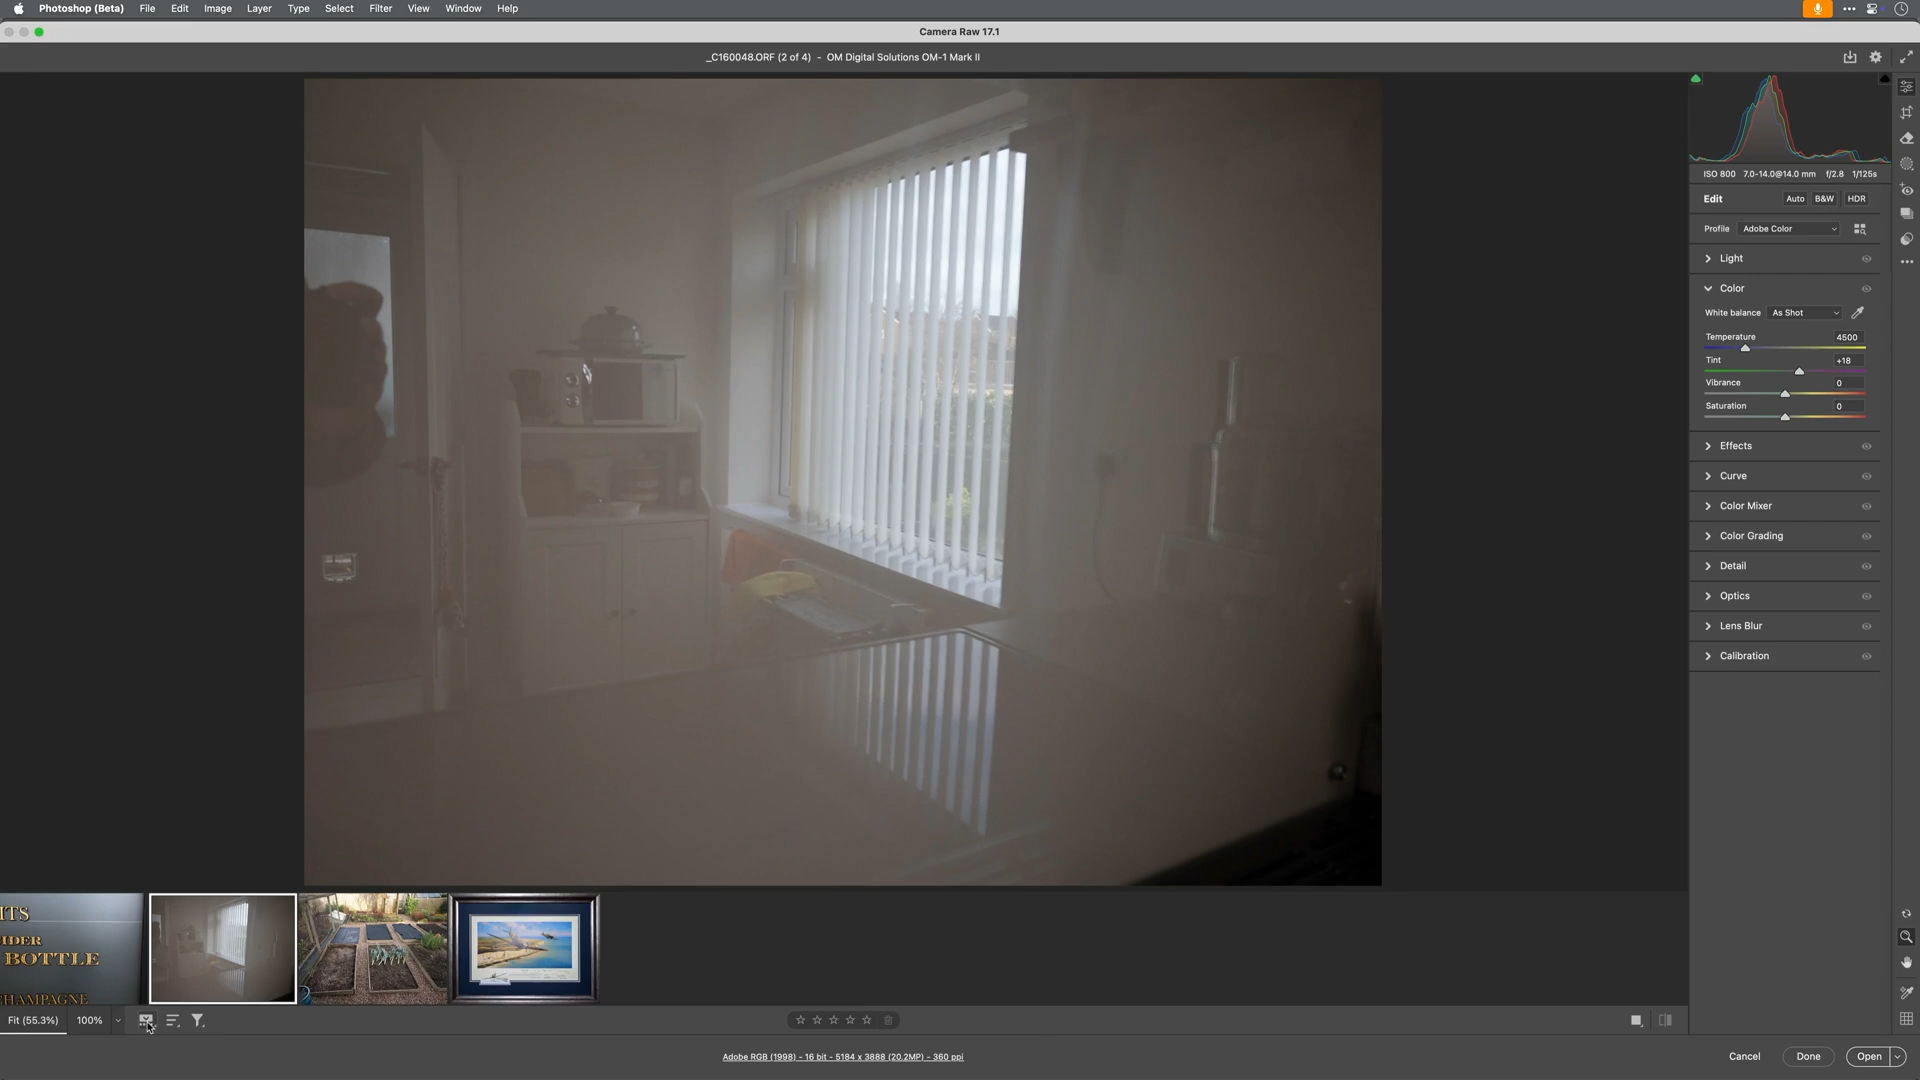 Photoshop (Beta) File Edit Image Layer Type Select Filter View Window Help
Camera Raw 17.1
_C160048.ORF (2 of 4) - OM Digital Solutions OM-1 Mark II
ISO 800 7.0-14.0@14.0 mm f/2.8 1/125s
Edit Auto B&W HDR
Profile Adobe Color
Light
Color
White balance As Shot
Temperature 4500
Tint +18
Vibrance 0
Saturation 0
Effects
Curve
Color Mixer
Color Grading
Detail
Optics
Lens Blur
Calibration
ITS
IDER
BOTTLE
HAMPAGNE
Fit (55.3%) 100%
Adobe RGB (1998) - 16 bit - 5184 x 3888 (20.2MP) - 360 ppi
Cancel Done Open